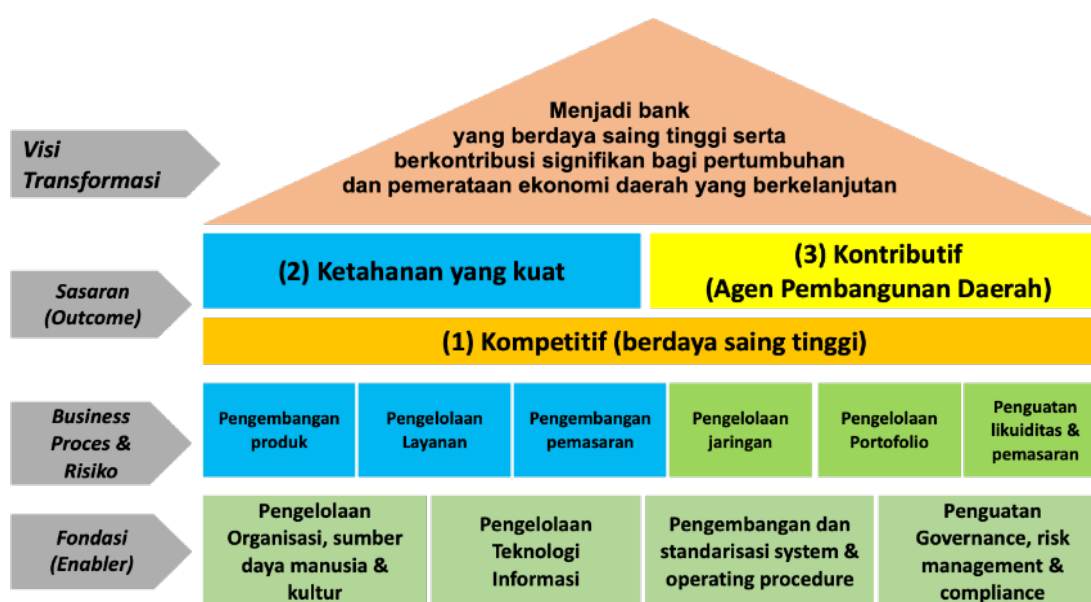 Visi
Transformasi
Menjadi bank
yang berdaya saing tinggi serta
berkontribusi signifikan bagi pertumbuhan
dan pemerataan ekonomi daerah yang berkelanjutan
Sasaran
(Outcome)
(2) Ketahanan yang kuat
(3) Kontributif
(Agen Pembangunan Daerah)
(1) Kompetitif (berdaya saing tinggi)
Business
Proces &
Risiko
Pengembangan
produk
Pengelolaan
Layanan
Pengembangan
pemasaran
Pengelolaan
jaringan
Pengelolaan
Portofolio
Penguatan
likuiditas &
pemasaran
Fondasi
(Enabler)
Pengelolaan
Organisasi, sumber
daya manusia &
kultur
Pengelolaan
Teknologi
Informasi
Pengembangan dan
standarisasi system &
operating procedure
Penguatan
Governance, risk
management &
compliance